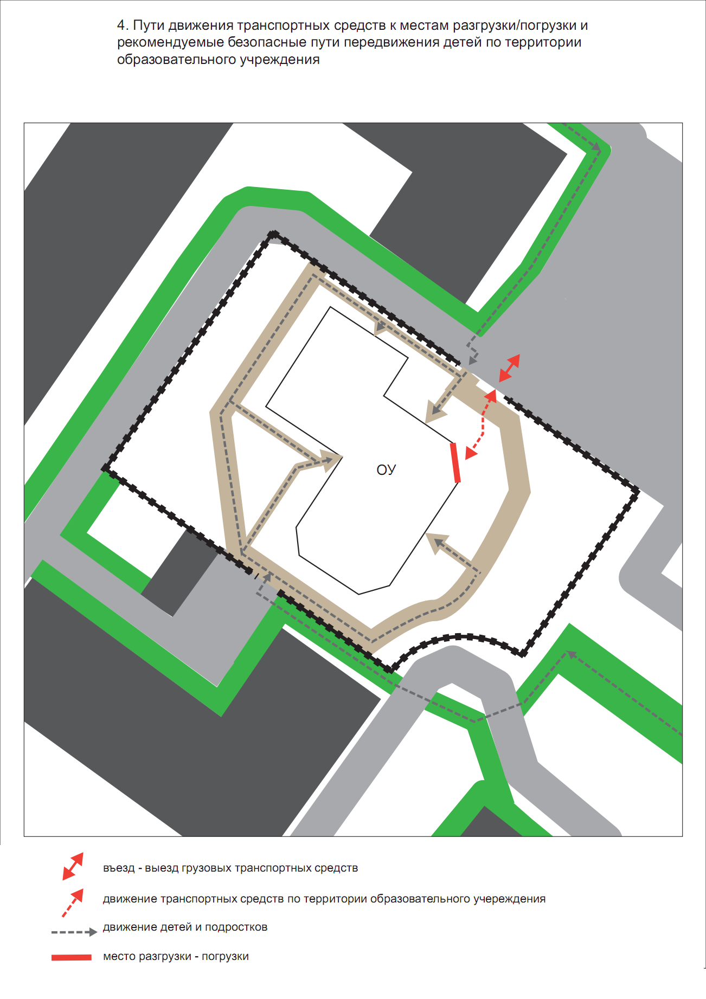 4. Пути движения транспортных средств к местам разгрузки/погрузки и
рекомендуемые безопасные пути передвижения детей по территории
образовательного учреждения
ОУ
въезд - выезд грузовых транспортных средств
движение транспортных средств по территории образовательного учереждения
движение детей и подростков
место разгрузки - погрузки